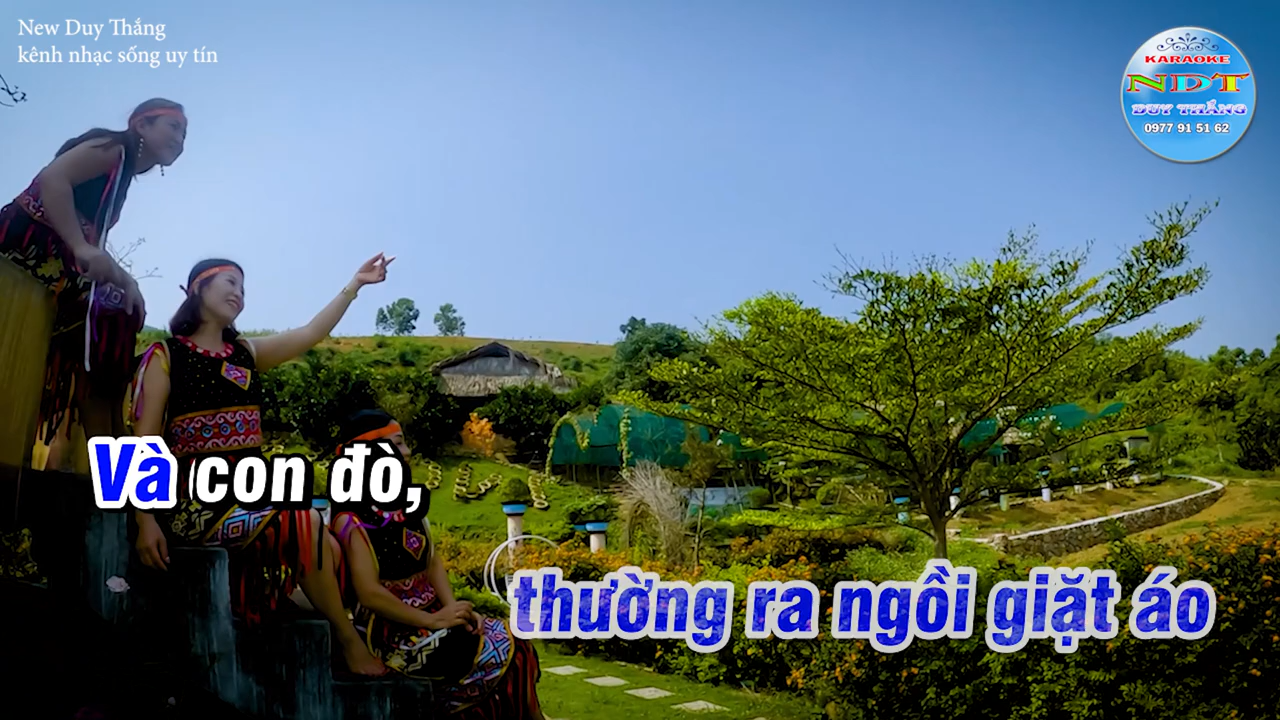 New Duy Thắng
kênh nhạc sống uy tín
KARAOKE
NDT
DUY THẮNG
0977 91 51 62
Và con đò,
thường ra ngồi giặt áo